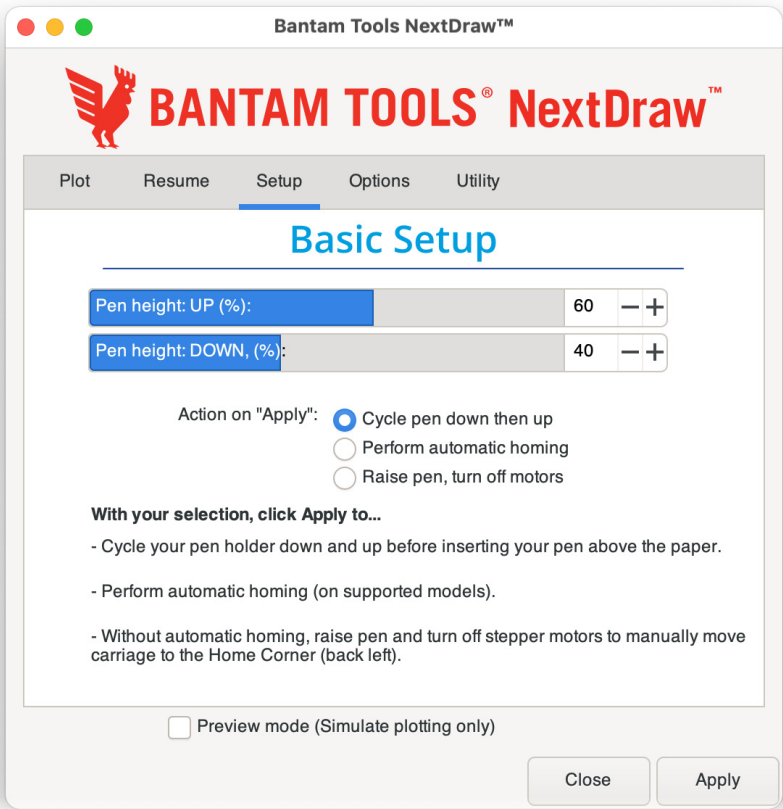 Bantam Tools NextDraw™
BANTAM TOOLS® NextDraw™
Plot Resume Setup Options Utility
Basic Setup
Pen height: UP (%): 60
Pen height: DOWN, (%): 40
Action on "Apply": Cycle pen down then up
Perform automatic homing
Raise pen, turn off motors
With your selection, click Apply to...
- Cycle your pen holder down and up before inserting your pen above the paper.
- Perform automatic homing (on supported models).
- Without automatic homing, raise pen and turn off stepper motors to manually move
carriage to the Home Corner (back left).
Preview mode (Simulate plotting only)
Close Apply